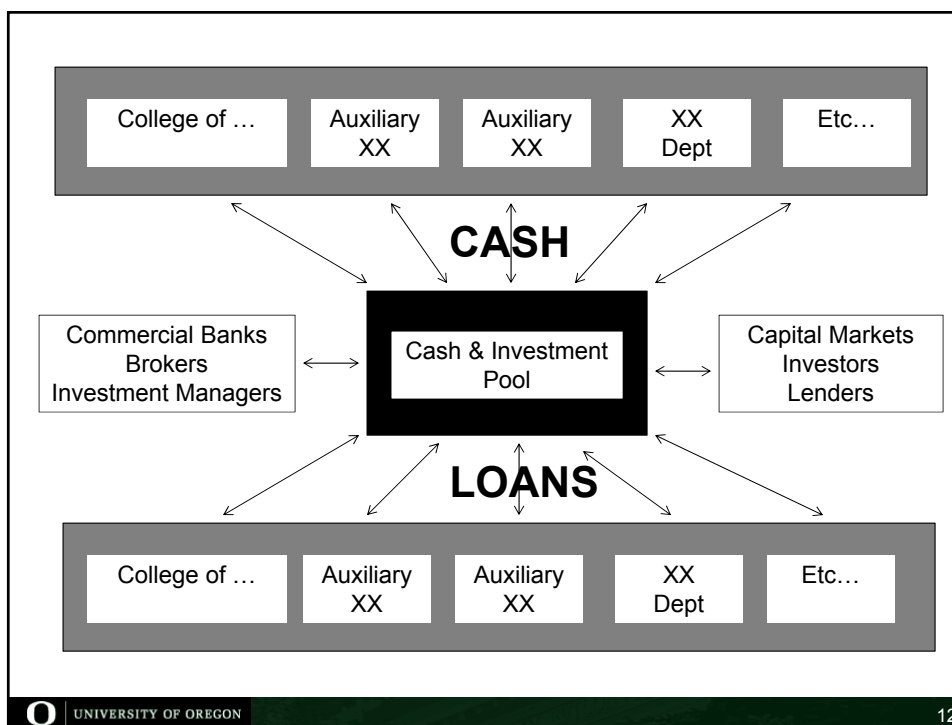 College of …
Auxiliary
XX
Auxiliary
XX
XX
Dept
Etc…
CASH
Commercial Banks
Brokers
Investment Managers
Cash & Investment
Pool
Capital Markets
Investors
Lenders
LOANS
College of …
Auxiliary
XX
Auxiliary
XX
XX
Dept
Etc…
O UNIVERSITY OF OREGON